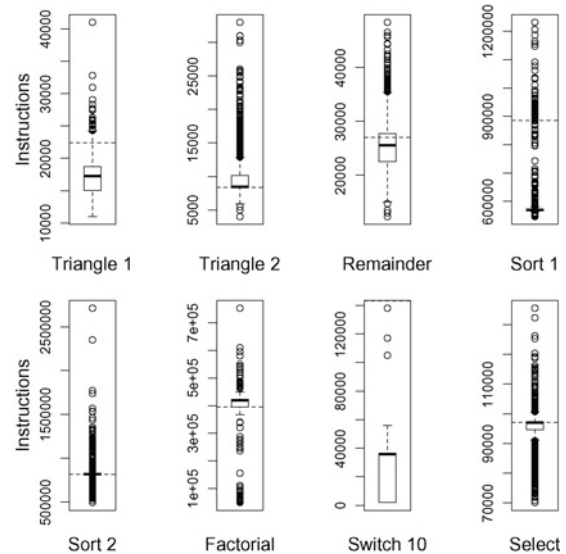 Instructions
10000 20000 30000 40000
5000 15000 25000
20000 30000 40000
600000 900000 1200000
Triangle 1 Triangle 2 Remainder Sort 1
Instructions
500000 1500000 2500000
1e+05 3e+05 5e+05 7e+05
0 40000 80000 120000
70000 90000 110000
Sort 2 Factorial Switch 10 Select